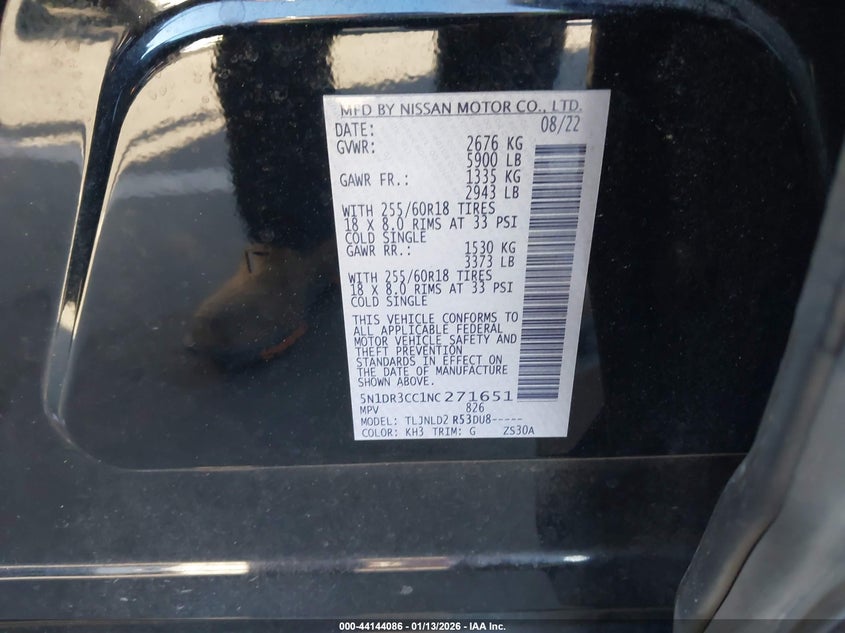 MFD BY NISSAN MOTOR CO., LTD.
DATE: 08/22
GVWR: 2676 KG
5900 LB
GAWR FR.: 1335 KG
2943 LB
WITH 255/60R18 TIRES
18 X 8.0 RIMS AT 33 PSI
COLD SINGLE
GAWR RR.: 1530 KG
3373 LB
WITH 255/60R18 TIRES
18 X 8.0 RIMS AT 33 PSI
COLD SINGLE
THIS VEHICLE CONFORMS TO
ALL APPLICABLE FEDERAL
MOTOR VEHICLE SAFETY AND
THEFT PREVENTION
STANDARDS IN EFFECT ON
THE DATE OF MANUFACTURE
SHOWN ABOVE.
5N1DR3CC1NC271651
MPV 826
MODEL: TLJNLD2 R53DU8-----
COLOR: KH3 TRIM: G ZS30A
000-44144086 - 01/13/2026 - IAA Inc.